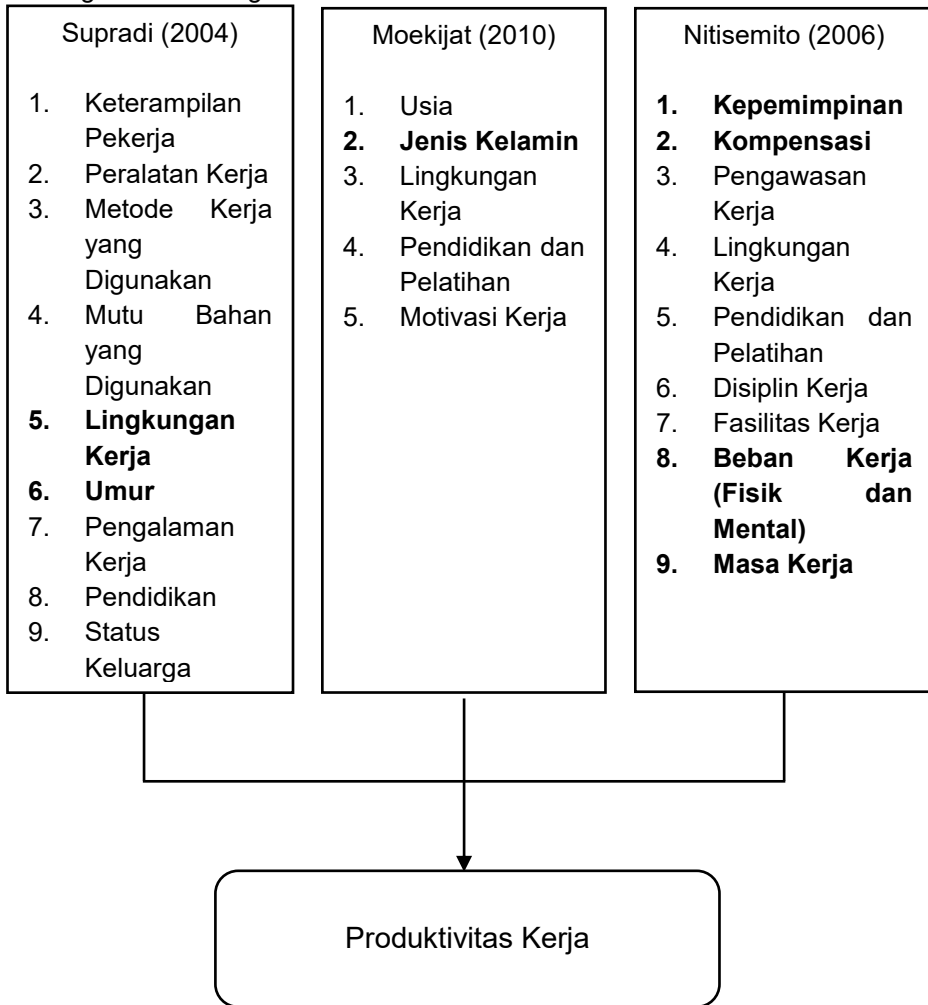 Supradi (2004)
1. Keterampilan
Pekerja
2. Peralatan Kerja
3. Metode Kerja
yang
Digunakan
4. Mutu Bahan
yang
Digunakan
5. Lingkungan
Kerja
6. Umur
7. Pengalaman
Kerja
8. Pendidikan
9. Status
Keluarga
Moekijat (2010)
1. Usia
2. Jenis Kelamin
3. Lingkungan
Kerja
4. Pendidikan dan
Pelatihan
5. Motivasi Kerja
Nitisemito (2006)
1. Kepemimpinan
2. Kompensasi
3. Pengawasan
Kerja
4. Lingkungan
Kerja
5. Pendidikan dan
Pelatihan
6. Disiplin Kerja
7. Fasilitas Kerja
8. Beban Kerja
(Fisik dan
Mental)
9. Masa Kerja
Produktivitas Kerja